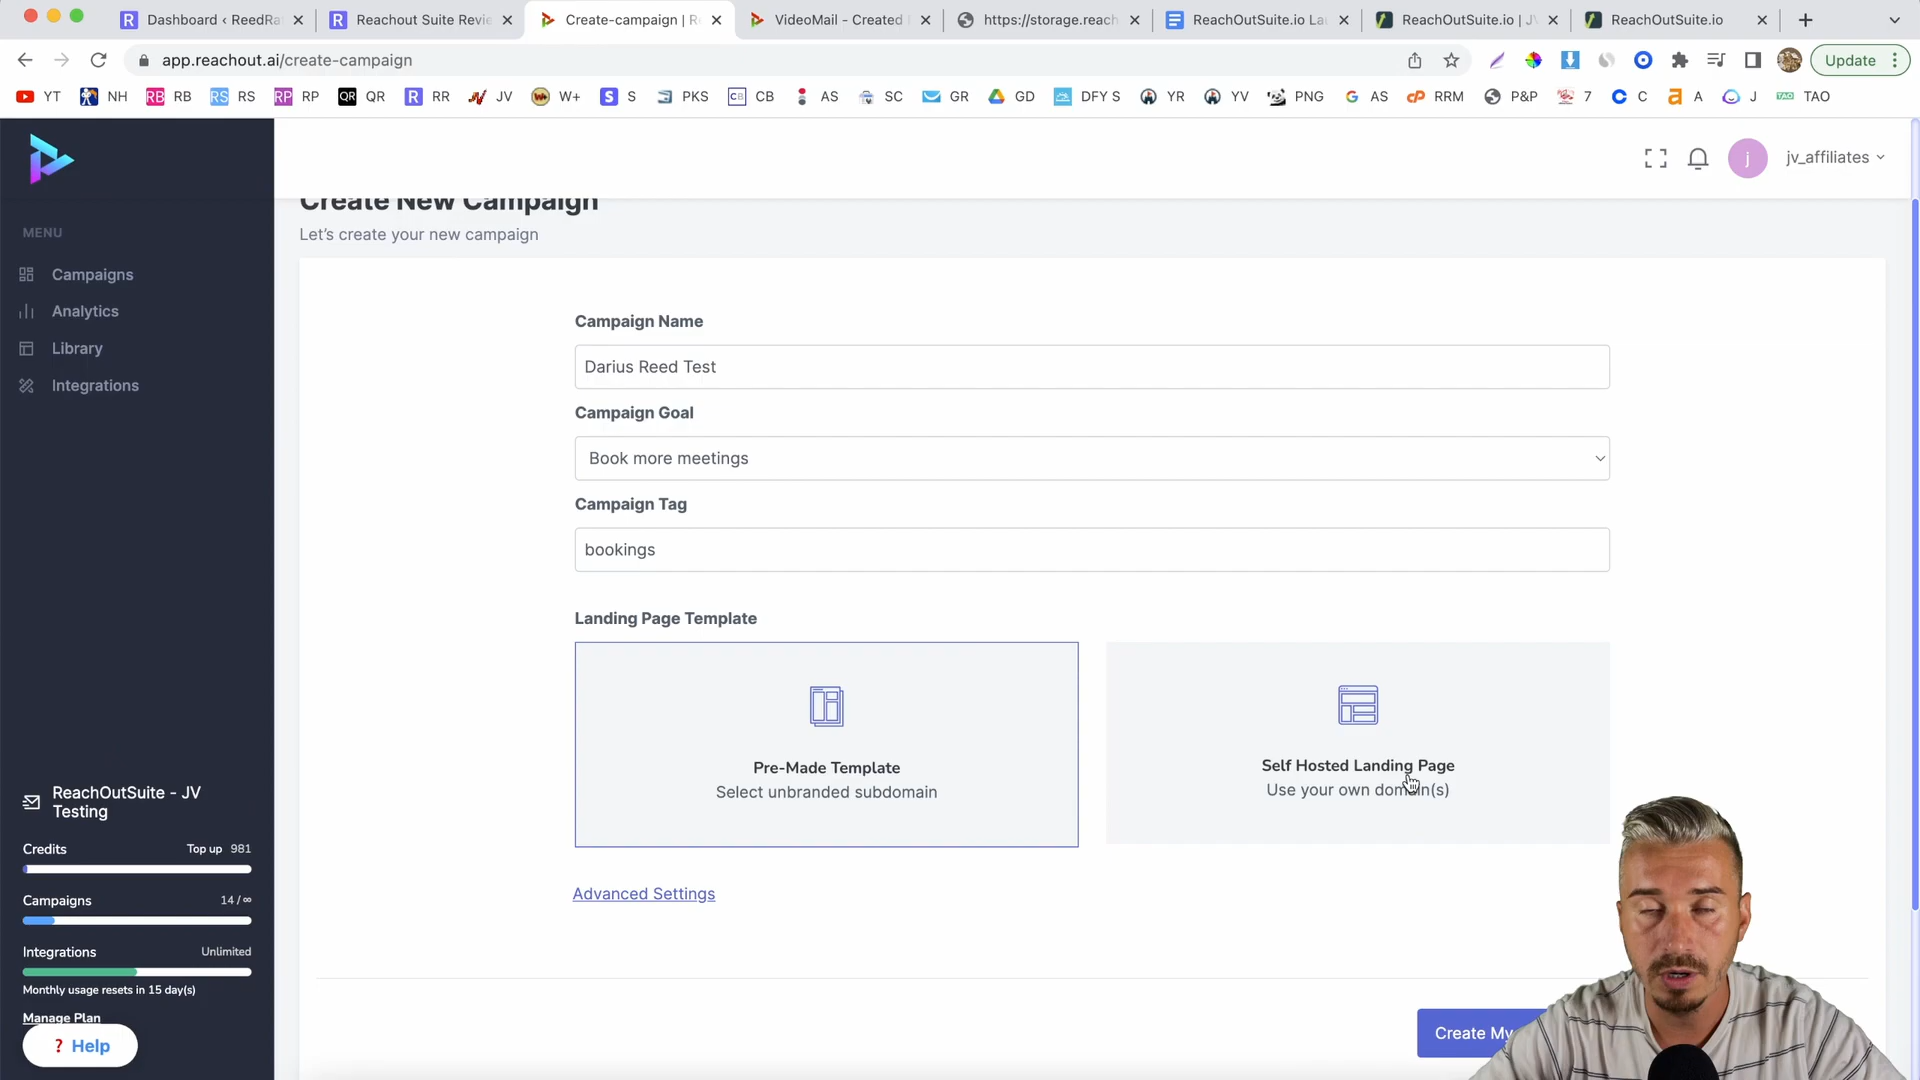 Dashboard ‹ ReedRa
Reachout Suite Revie
Create-campaign | R
VideoMail - Created
https://storage.reach
ReachOutSuite.io La
ReachOutSuite.io | JV
ReachOutSuite.io
app.reachout.ai/create-campaign
Update
YT
NH
RB
RS
RP
QR
RR
JV
W+
S
PKS
CB
AS
SC
GR
GD
DFY S
YR
YV
PNG
AS
RRM
P&P
7
C
A
J
TAO
j
jv_affiliates
MENU
Campaigns
Analytics
Library
Integrations
Create New Campaign
Let's create your new campaign
Campaign Name
Darius Reed Test
Campaign Goal
Book more meetings
Campaign Tag
bookings
Landing Page Template
Pre-Made Template
Select unbranded subdomain
Self Hosted Landing Page
Use your own domain(s)
Advanced Settings
Create My
ReachOutSuite - JV
Testing
Credits Top up 981
Campaigns 14 / ∞
Integrations Unlimited
Monthly usage resets in 15 day(s)
Manage Plan
? Help